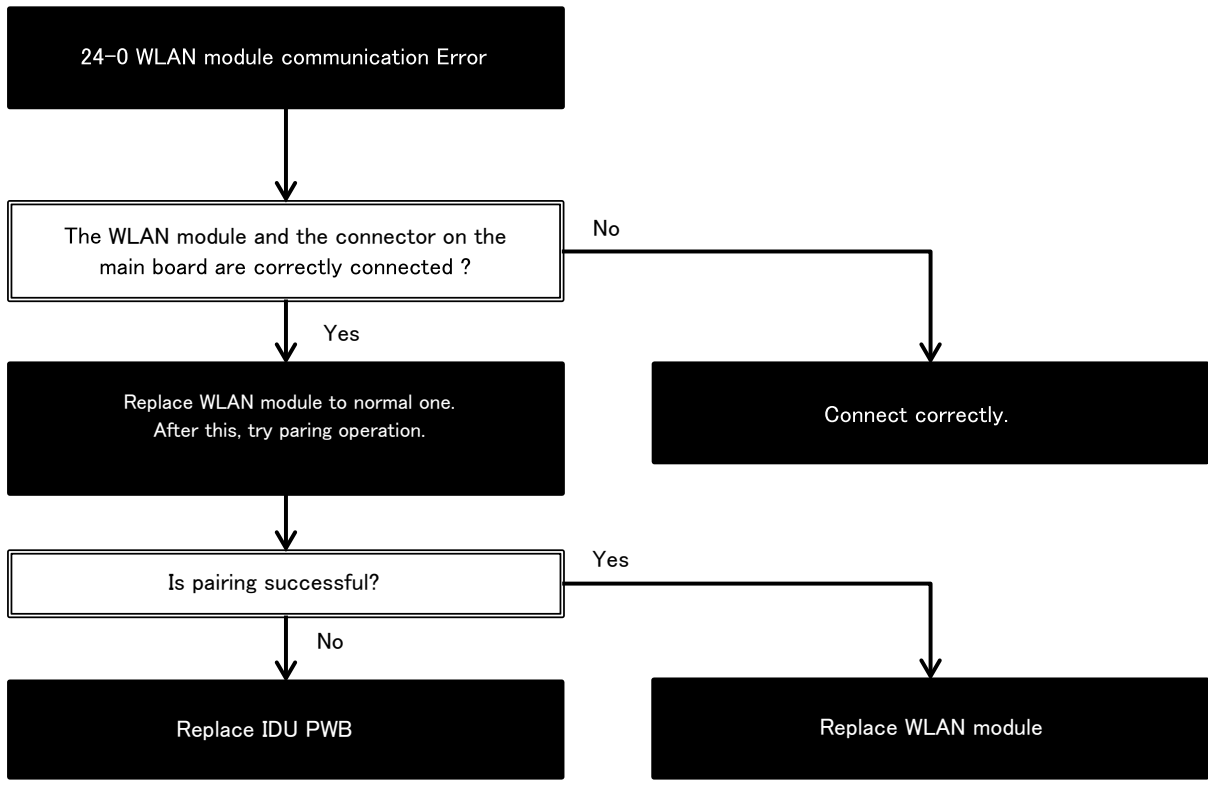 24-0 WLAN module communication Error
The WLAN module and the connector on the
main board are correctly connected ?
No
Yes
Replace WLAN module to normal one.
After this, try paring operation.
Connect correctly.
Is pairing successful?
Yes
No
Replace IDU PWB
Replace WLAN module